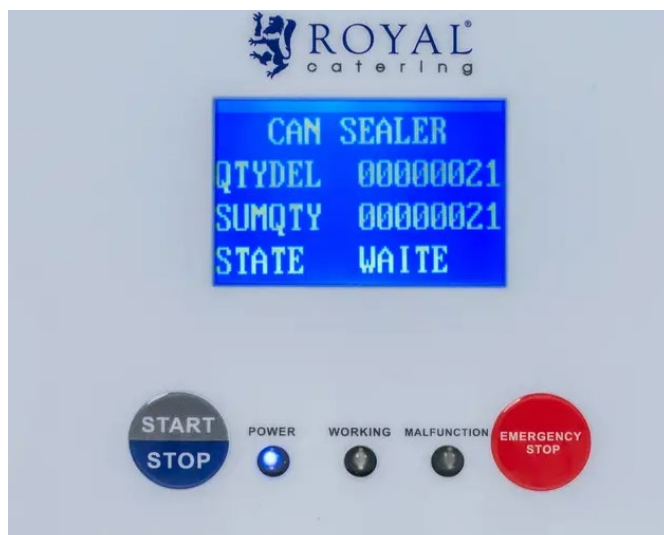 ROYAL®
catering
CAN SEALER
QTYDEL 00000021
SUMQTY 00000021
STATE WAITE
START
STOP
POWER
WORKING
MALFUNCTION
EMERGENCY
STOP